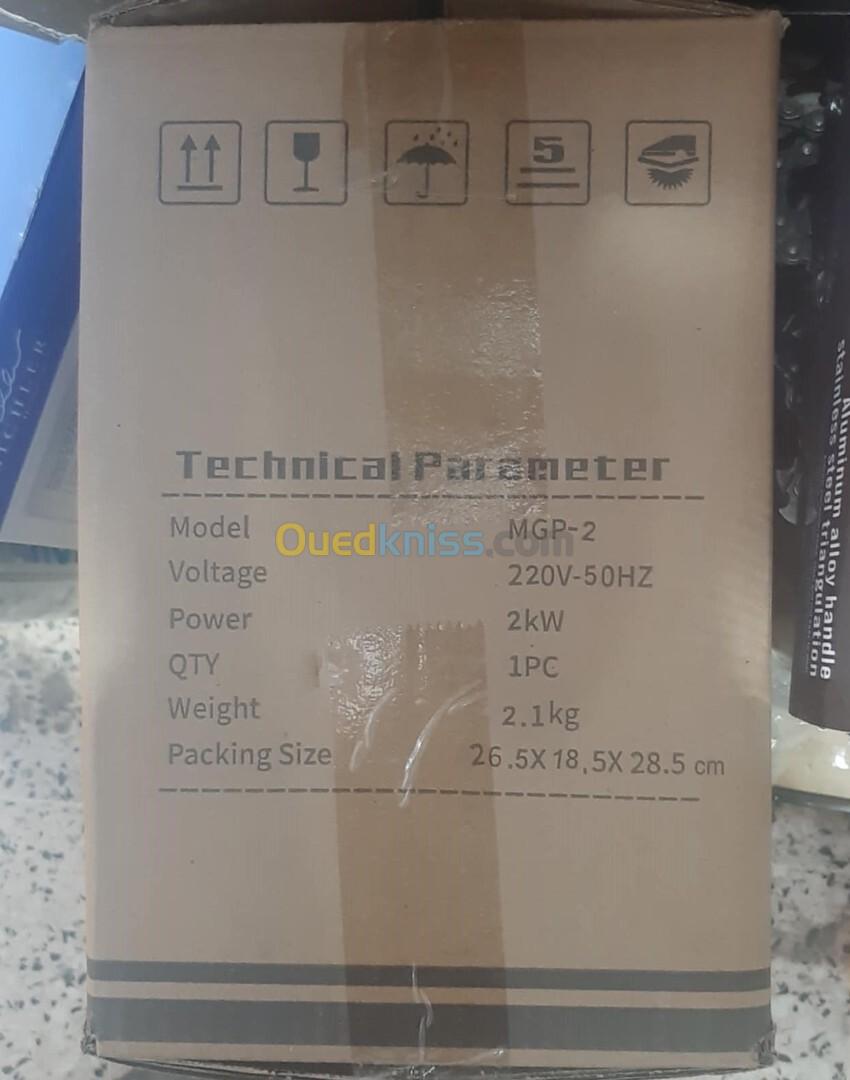 5
Technical Parameter
Model MGP-2
Voltage 220V-50HZ
Power 2kW
QTY 1PC
Weight 2.1kg
Packing Size 26.5X18,5X28.5 cm
Ouedkniss.com
Aluminum alloy handle
stainless steel triangulation